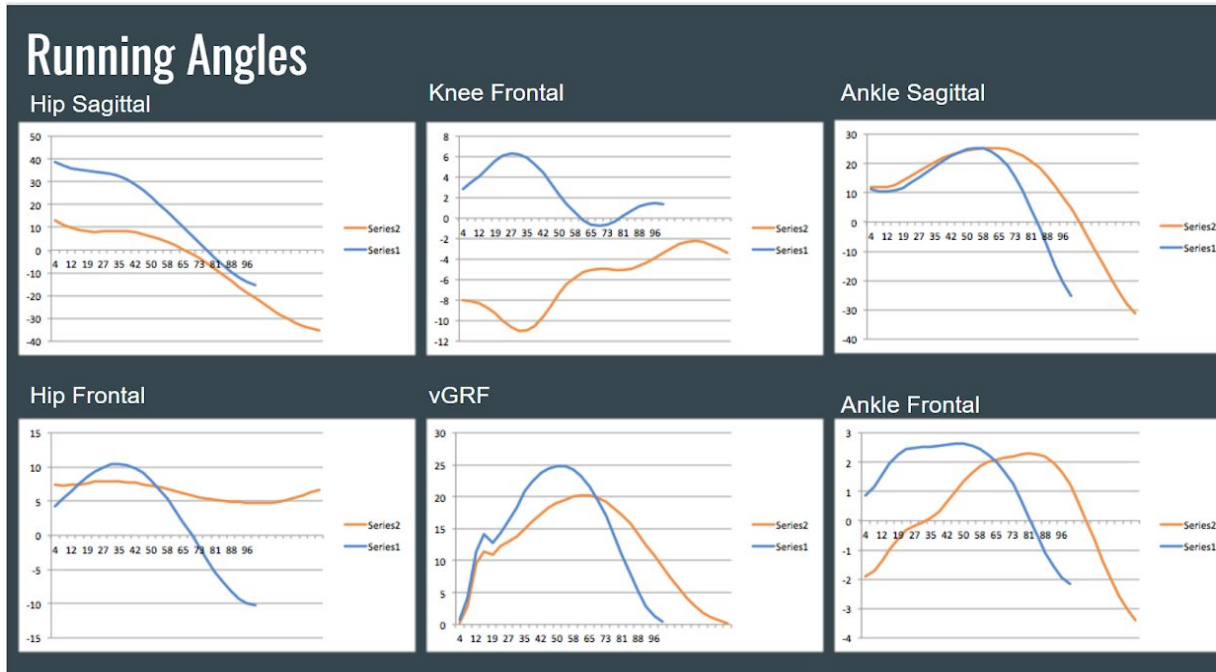 Running Angles
Hip Sagittal
50
40
30
20
10
0
-10
-20
-30
-40
4 12 19 27 35 42 50 58 65 73 81 88 96
Series2
Series1
Knee Frontal
8
6
4
2
0
-2
-4
-6
-8
-10
-12
4 12 19 27 35 42 50 58 65 73 81 88 96
Series2
Series1
Ankle Sagittal
30
20
10
0
-10
-20
-30
-40
4 12 19 27 35 42 50 58 65 73 81 88 96
Series2
Series1
Hip Frontal
15
10
5
0
-5
-10
-15
4 12 19 27 35 42 50 58 65 73 81 88 96
Series2
Series1
vGRF
30
25
20
15
10
5
0
4 12 19 27 35 42 50 58 65 73 81 88 96
Series2
Series1
Ankle Frontal
3
2
1
0
-1
-2
-3
-4
4 12 19 27 35 42 50 58 65 73 81 88 96
Series2
Series1